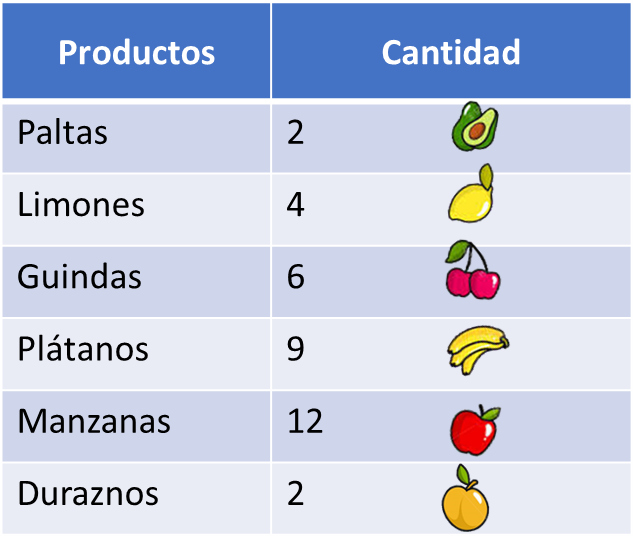 Productos Cantidad
Paltas 2
Limones 4
Guindas 6
Plátanos 9
Manzanas 12
Duraznos 2